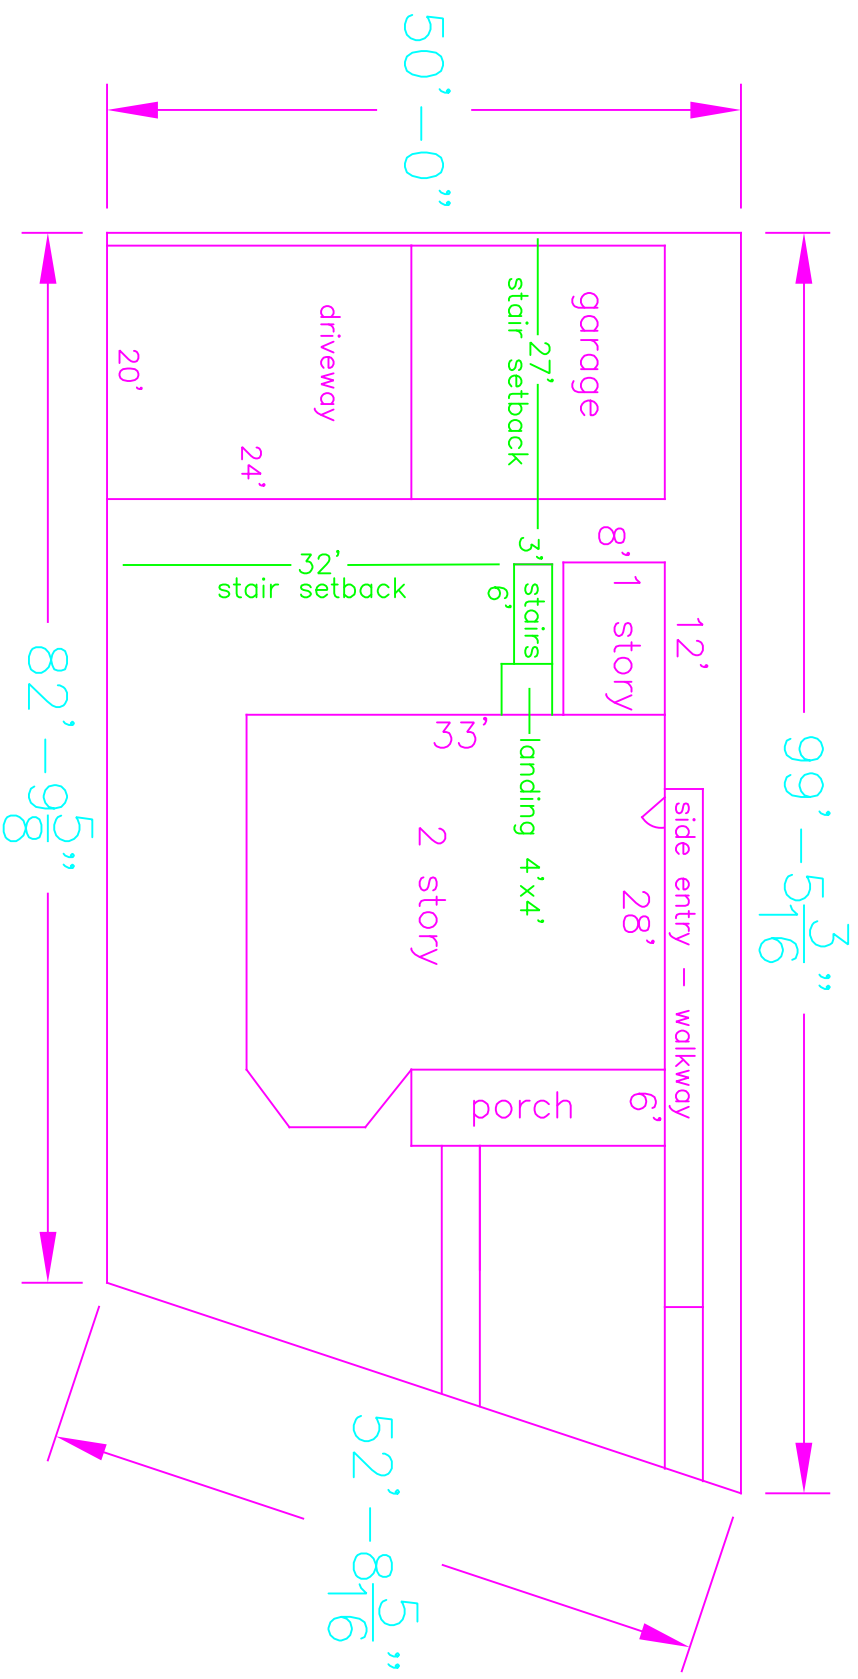 99'-5 3/16"
side entry - walkway
12'
28'
6'
garage
8'
1 story
27'
stair setback
3'
stairs
6'
landing 4'x4'
33'
porch
2 story
50'-0"
driveway
32'
stair setback
24'
20'
52'-8 5/16"
82'-9 5/8"